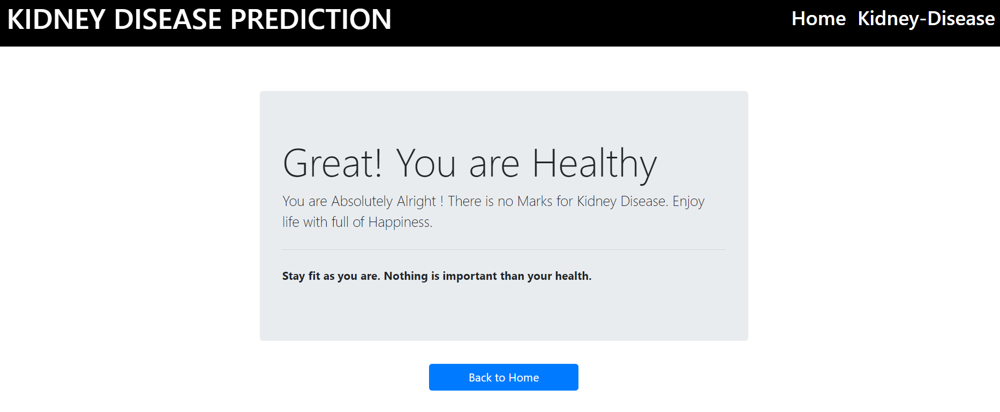 KIDNEY DISEASE PREDICTION
Home Kidney-Disease
Great! You are Healthy
You are Absolutely Alright ! There is no Marks for Kidney Disease. Enjoy
life with full of Happiness.
Stay fit as you are. Nothing is important than your health.
Back to Home